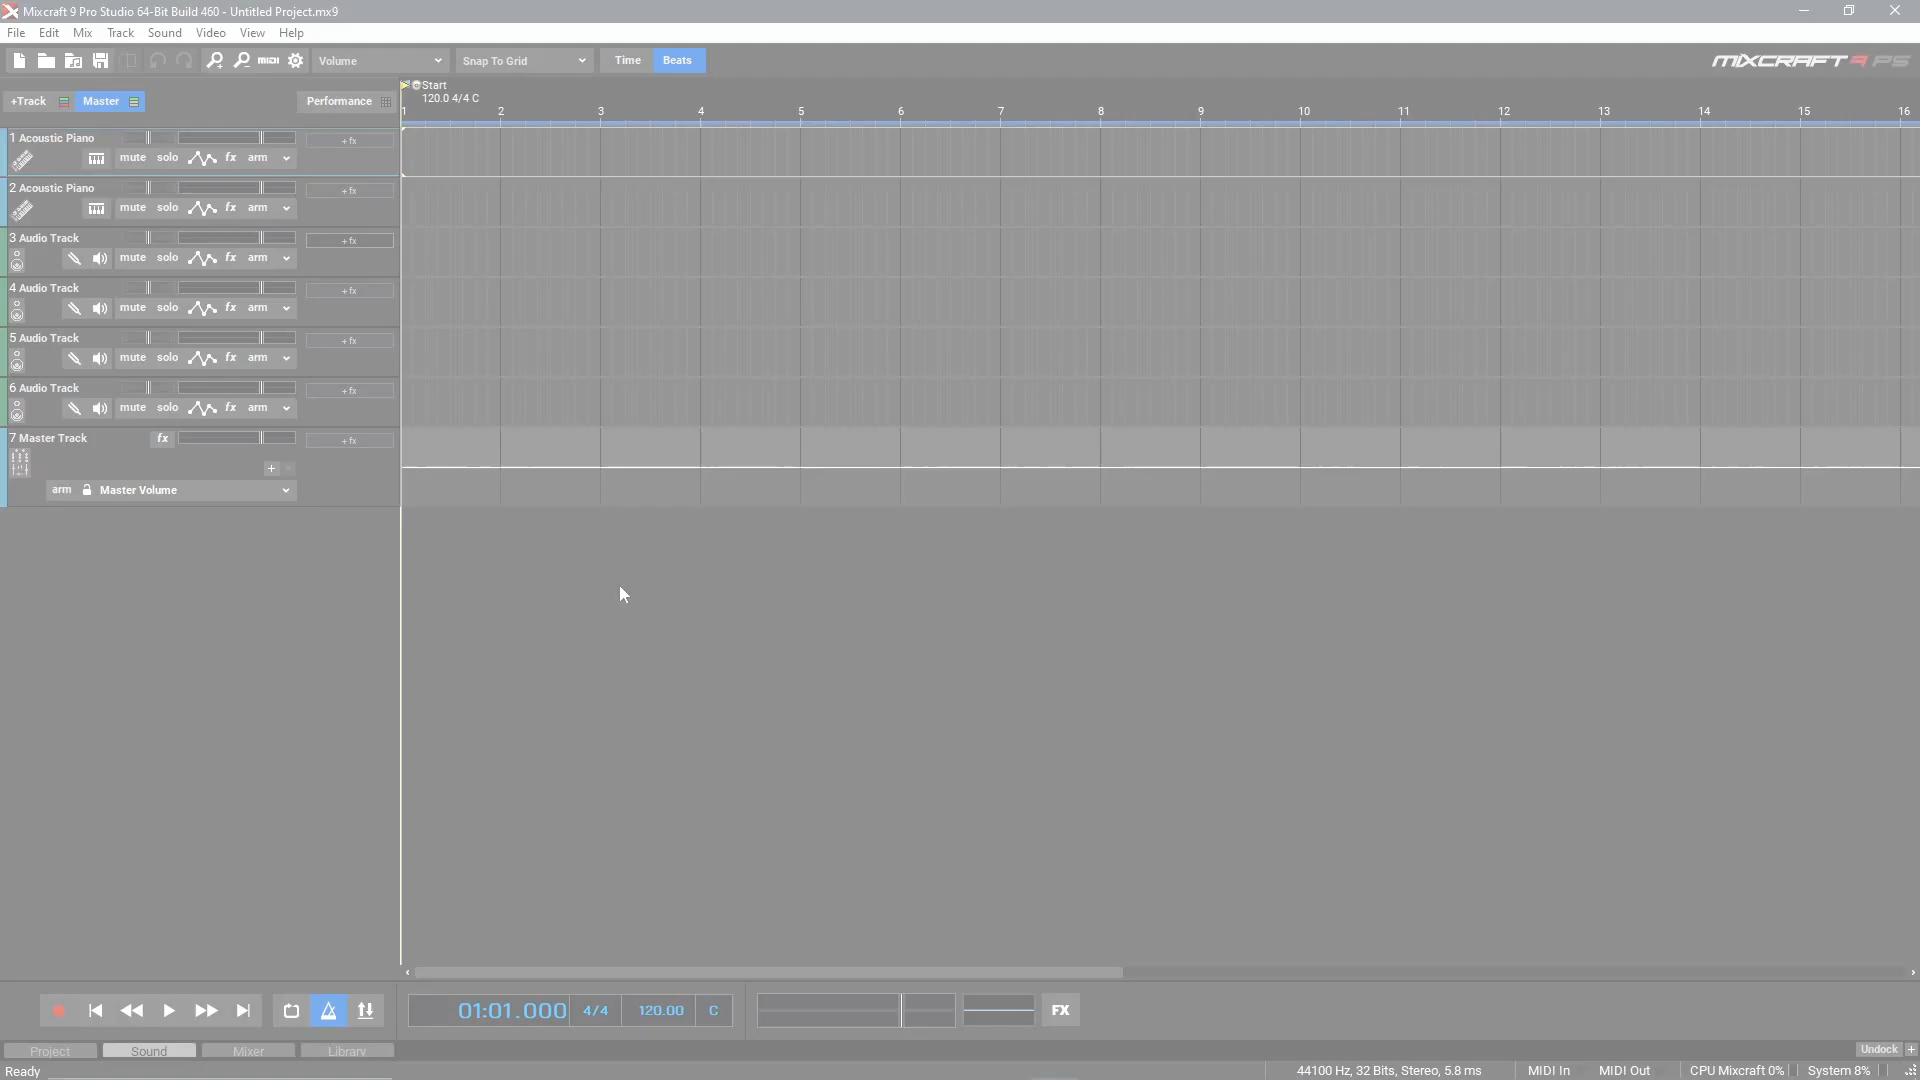 Mixcraft 9 Pro Studio 64-Bit Build 460 - Untitled Project.mx9
File Edit Mix Track Sound Video View Help
MIDI Volume Snap To Grid Time Beats MIXCRAFT 9 PS
+Track Master Performance
Start
120.0 4/4 C
1 2 3 4 5 6 7 8 9 10 11 12 13 14 15 16
1 Acoustic Piano +fx
mute solo fx arm
2 Acoustic Piano +fx
mute solo fx arm
3 Audio Track +fx
mute solo fx arm
4 Audio Track +fx
mute solo fx arm
5 Audio Track +fx
mute solo fx arm
6 Audio Track +fx
mute solo fx arm
7 Master Track fx +fx
+
arm Master Volume
01:01.000 4/4 120.00 C FX
Project Sound Mixer Library Undock +
Ready 44100 Hz, 32 Bits, Stereo, 5.8 ms MIDI In MIDI Out CPU Mixcraft 0% System 8%